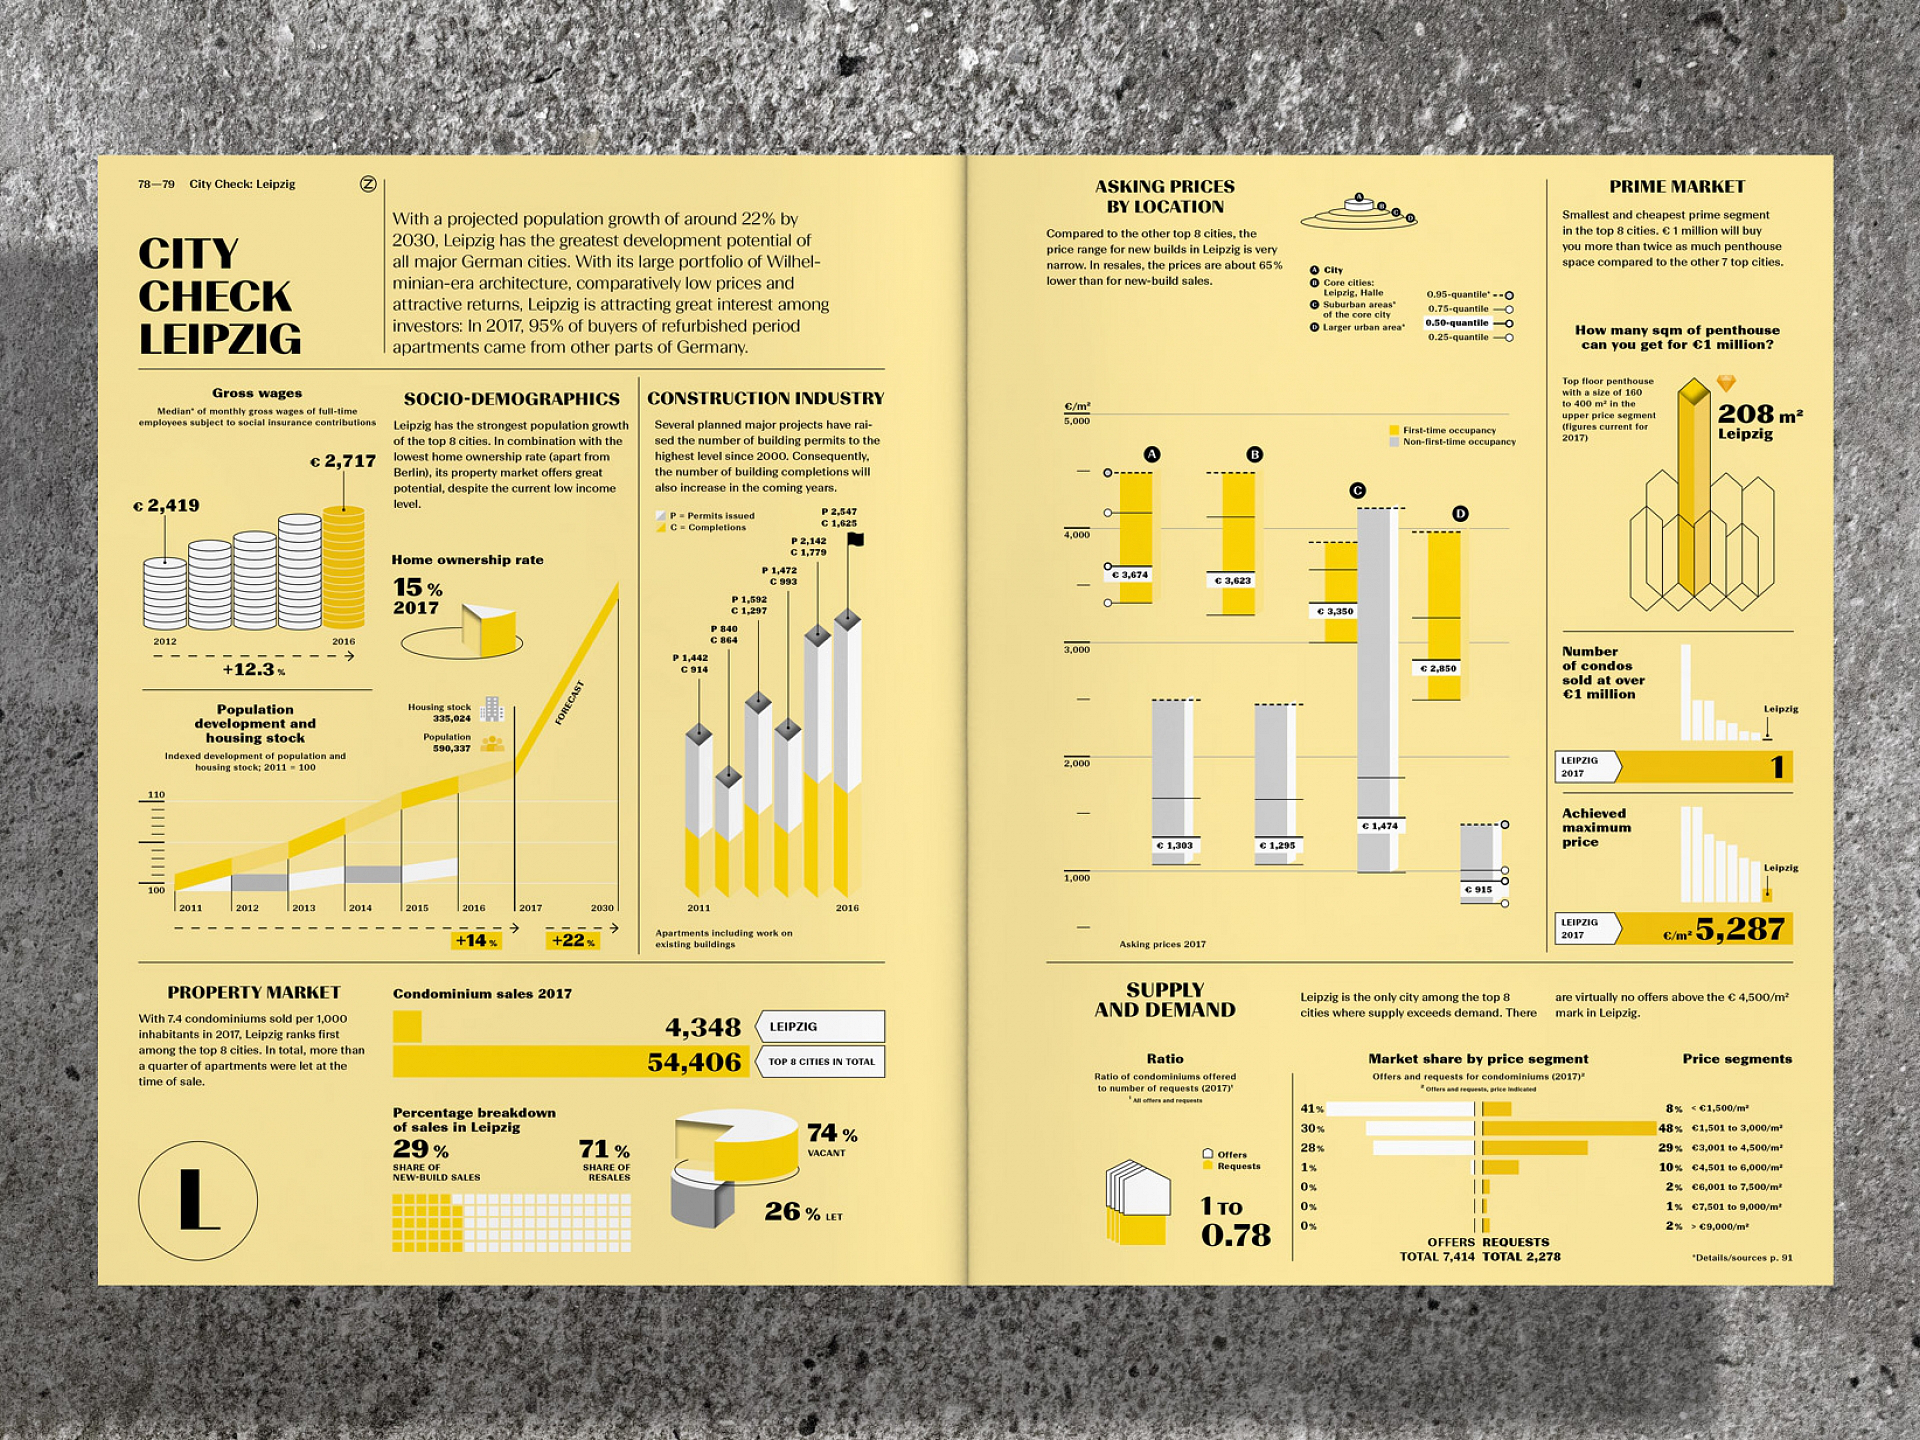 78—79 City Check: Leipzig
CITY
CHECK
LEIPZIG
With a projected population growth of around 22% by
2030, Leipzig has the greatest development potential of
all major German cities. With its large portfolio of Wilhel-
minian-era architecture, comparatively low prices and
attractive returns, Leipzig is attracting great interest among
investors: In 2017, 95% of buyers of refurbished period
apartments came from other parts of Germany.
Gross wages
Median* of monthly gross wages of full-time
employees subject to social insurance contributions
€ 2,717
€ 2,419
2012
2016
+12.3 %
SOCIO-DEMOGRAPHICS
Leipzig has the strongest population growth
of the top 8 cities. In combination with the
lowest home ownership rate (apart from
Berlin), its property market offers great
potential, despite the current low income
level.
Home ownership rate
15 %
2017
Population
development and
housing stock
Indexed development of population and
housing stock; 2011 = 100
Housing stock
335,024
Population
590,337
FORECAST
110
100
2011
2012
2013
2014
2015
2016
2017
2030
+14 %
+22 %
CONSTRUCTION INDUSTRY
Several planned major projects have rai-
sed the number of building permits to the
highest level since 2000. Consequently,
the number of building completions will
also increase in the coming years.
P = Permits issued
C = Completions
P 2,547
C 1,625
P 2,142
C 1,779
P 1,472
C 993
P 1,592
C 1,297
P 840
C 864
P 1,442
C 914
2011
2016
Apartments including work on
existing buildings
PROPERTY MARKET
With 7.4 condominiums sold per 1,000
inhabitants in 2017, Leipzig ranks first
among the top 8 cities. In total, more than
a quarter of apartments were let at the
time of sale.
L
Condominium sales 2017
4,348
LEIPZIG
54,406
TOP 8 CITIES IN TOTAL
Percentage breakdown
of sales in Leipzig
29 %
SHARE OF
NEW-BUILD SALES
71 %
SHARE OF
RESALES
74 %
VACANT
26 % LET
ASKING PRICES
BY LOCATION
Compared to the other top 8 cities, the
price range for new builds in Leipzig is very
narrow. In resales, the prices are about 65%
lower than for new-build sales.
A
B
C
D
A City
B Core cities:
Leipzig, Halle
C Suburban areas*
of the core city
D Larger urban area*
0.95-quantile*
0.75-quantile
0.50-quantile
0.25-quantile
€/m²
5,000
4,000
3,000
2,000
1,000
First-time occupancy
Non-first-time occupancy
A
B
C
D
€ 3,674
€ 3,623
€ 3,350
€ 2,850
€ 1,303
€ 1,295
€ 1,474
€ 915
Asking prices 2017
PRIME MARKET
Smallest and cheapest prime segment
in the top 8 cities. € 1 million will buy
you more than twice as much penthouse
space compared to the other 7 top cities.
How many sqm of penthouse
can you get for €1 million?
Top floor penthouse
with a size of 160
to 400 m² in the
upper price segment
(figures current for
2017)
208 m²
Leipzig
Number
of condos
sold at over
€1 million
Leipzig
LEIPZIG
2017
1
Achieved
maximum
price
Leipzig
LEIPZIG
2017
€/m² 5,287
SUPPLY
AND DEMAND
Leipzig is the only city among the top 8
cities where supply exceeds demand. There
are virtually no offers above the € 4,500/m²
mark in Leipzig.
Ratio
Ratio of condominiums offered
to number of requests (2017)¹
¹ All offers and requests
Offers
Requests
1 TO
0.78
Market share by price segment
Offers and requests for condominiums (2017)²
² Offers and requests, price indicated
Price segments
41% 8% < €1,500/m²
30% 48% €1,501 to 3,000/m²
28% 29% €3,001 to 4,500/m²
1% 10% €4,501 to 6,000/m²
0% 2% €6,001 to 7,500/m²
0% 1% €7,501 to 9,000/m²
0% 2% > €9,000/m²
OFFERS REQUESTS
TOTAL 7,414 TOTAL 2,278
*Details/sources p. 91